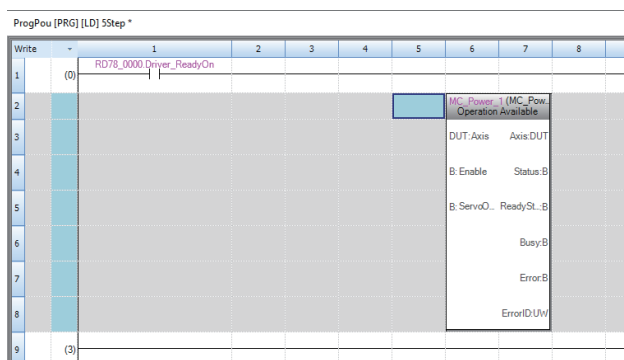 ProgPou [PRG] [LD] 5Step *
Write 1 2 3 4 5 6 7 8
1 (0) RD78_0000.Driver_ReadyOn
2 MC_Power_1 (MC_Pow..
Operation Available
3 DUT:Axis Axis:DUT
4 B: Enable Status:B
5 B: ServoO... ReadySt...:B
6 Busy:B
7 Error:B
8 ErrorID:UW
9 (3)